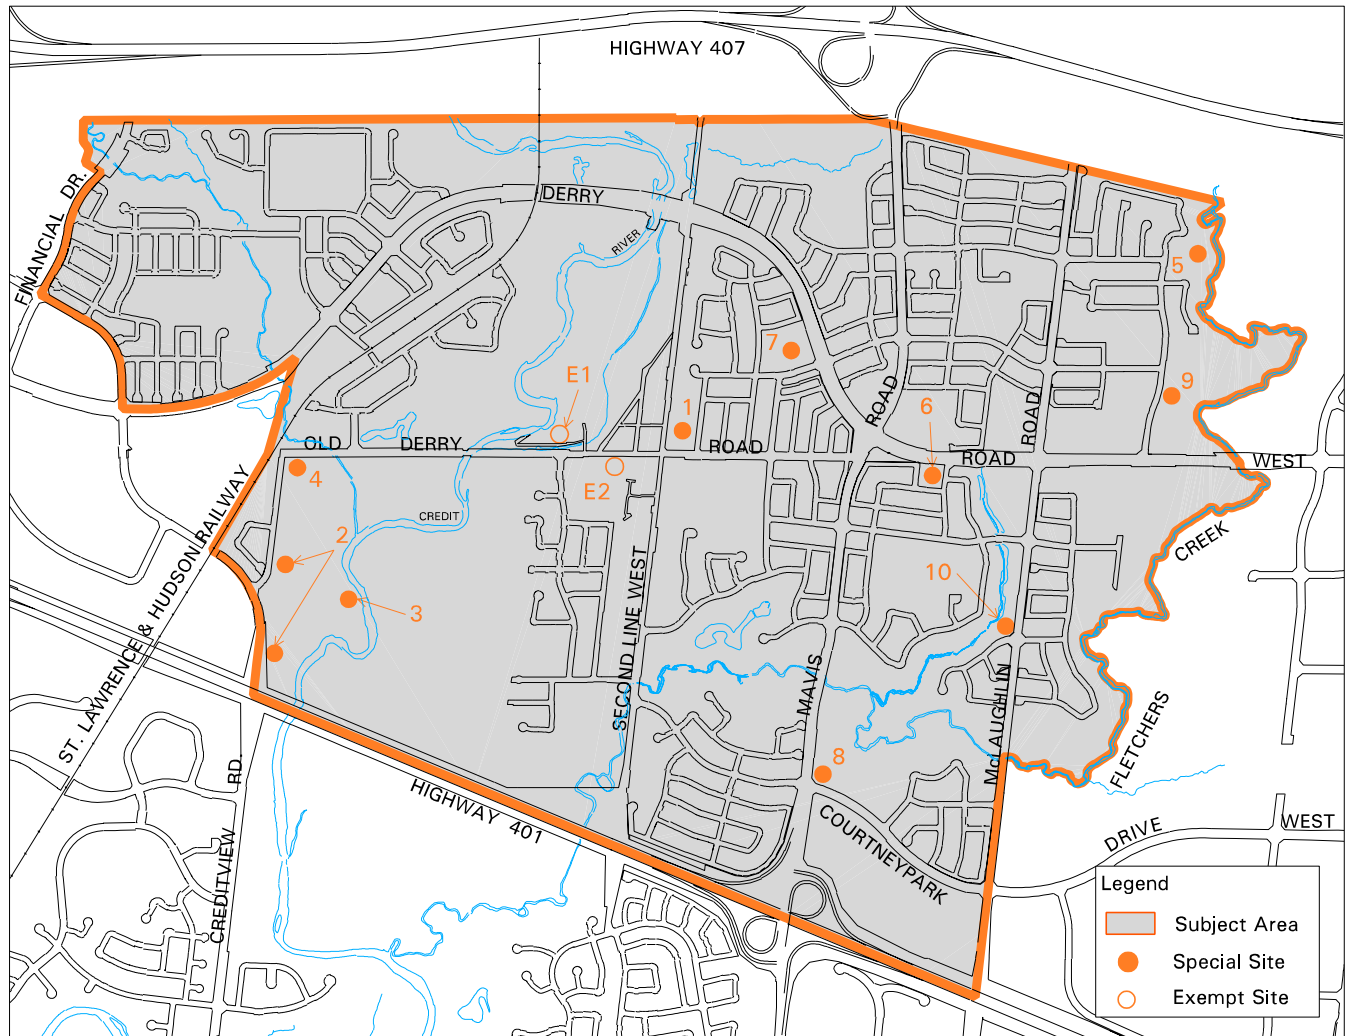 HIGHWAY 407
FINANCIAL DR.
DERRY
RIVER
5
7
E1
9
1
6
ROAD
ROAD
OLD DERRY ROAD
ROAD
WEST
4
E2
CREDIT
2
CREEK
3
10
ST. LAWRENCE & HUDSON RAILWAY
SECOND LINE WEST
MAVIS
McLAUGHLIN
FLETCHERS
8
CREDITVIEW RD.
HIGHWAY 401
COURTNEYPARK
DRIVE
WEST
Legend
Subject Area
Special Site
Exempt Site